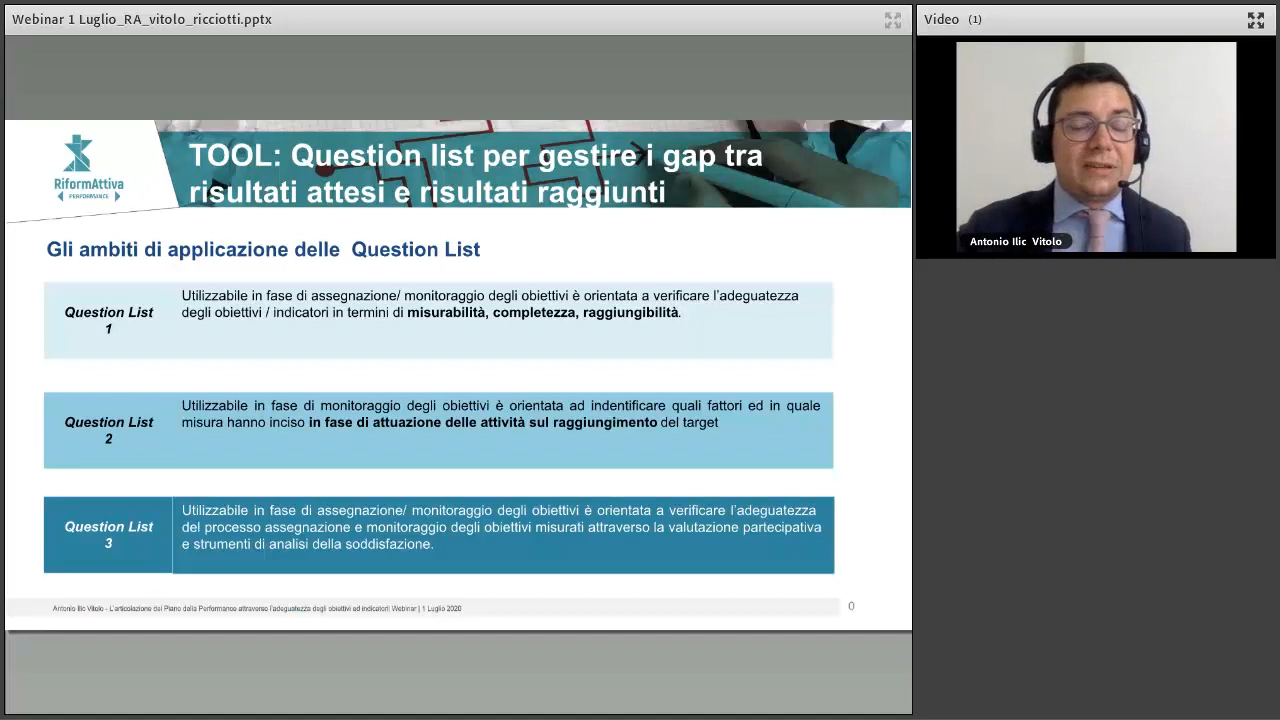 Webinar 1 Luglio_RA_vitolo_ricciotti.pptx
Video (1)
Antonio Ilic Vitolo
RiformAttiva
PERFORMANCE
TOOL: Question list per gestire i gap tra
risultati attesi e risultati raggiunti
Gli ambiti di applicazione delle Question List
Question List
1
Utilizzabile in fase di assegnazione/ monitoraggio degli obiettivi è orientata a verificare l'adeguatezza
degli obiettivi / indicatori in termini di misurabilità, completezza, raggiungibilità.
Question List
2
Utilizzabile in fase di monitoraggio degli obiettivi è orientata ad indentificare quali fattori ed in quale
misura hanno inciso in fase di attuazione delle attività sul raggiungimento del target
Question List
3
Utilizzabile in fase di assegnazione/ monitoraggio degli obiettivi è orientata a verificare l'adeguatezza
del processo assegnazione e monitoraggio degli obiettivi misurati attraverso la valutazione partecipativa
e strumenti di analisi della soddisfazione.
Antonio Ilic Vitolo - L'articolazione del Piano della Performance attraverso l'adeguatezza degli obiettivi ed indicatori| Webinar | 1 Luglio 2020
0